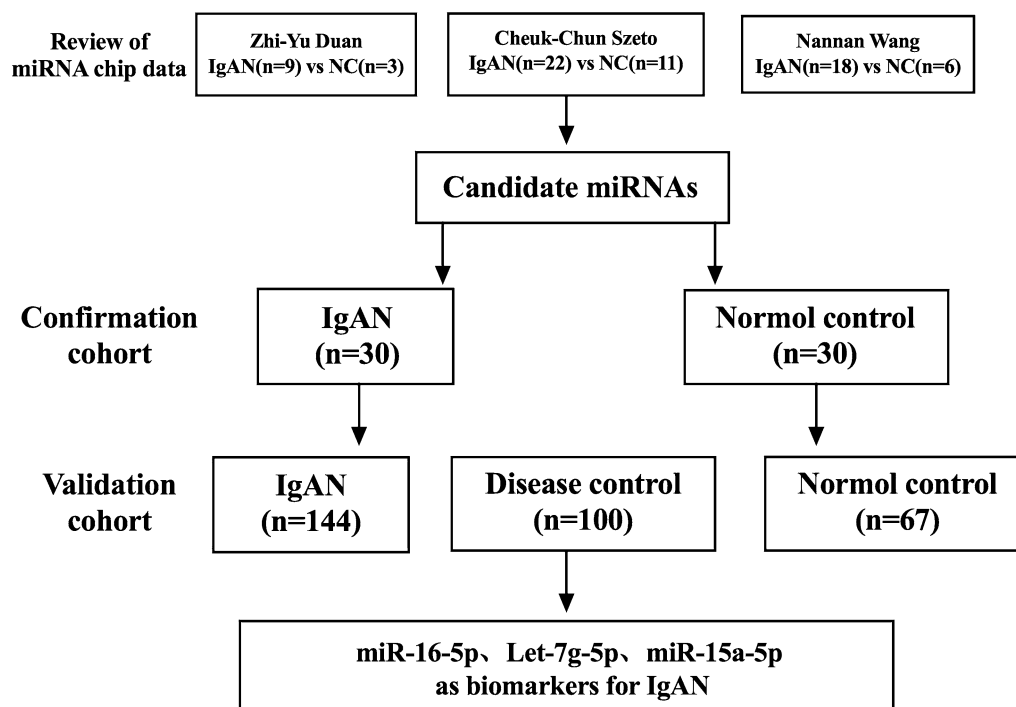 Review of
miRNA chip data
Zhi-Yu Duan
IgAN(n=9) vs NC(n=3)
Cheuk-Chun Szeto
IgAN(n=22) vs NC(n=11)
Nannan Wang
IgAN(n=18) vs NC(n=6)
Candidate miRNAs
Confirmation
cohort
IgAN
(n=30)
Normol control
(n=30)
Validation
cohort
IgAN
(n=144)
Disease control
(n=100)
Normol control
(n=67)
miR-16-5p、Let-7g-5p、miR-15a-5p
as biomarkers for IgAN